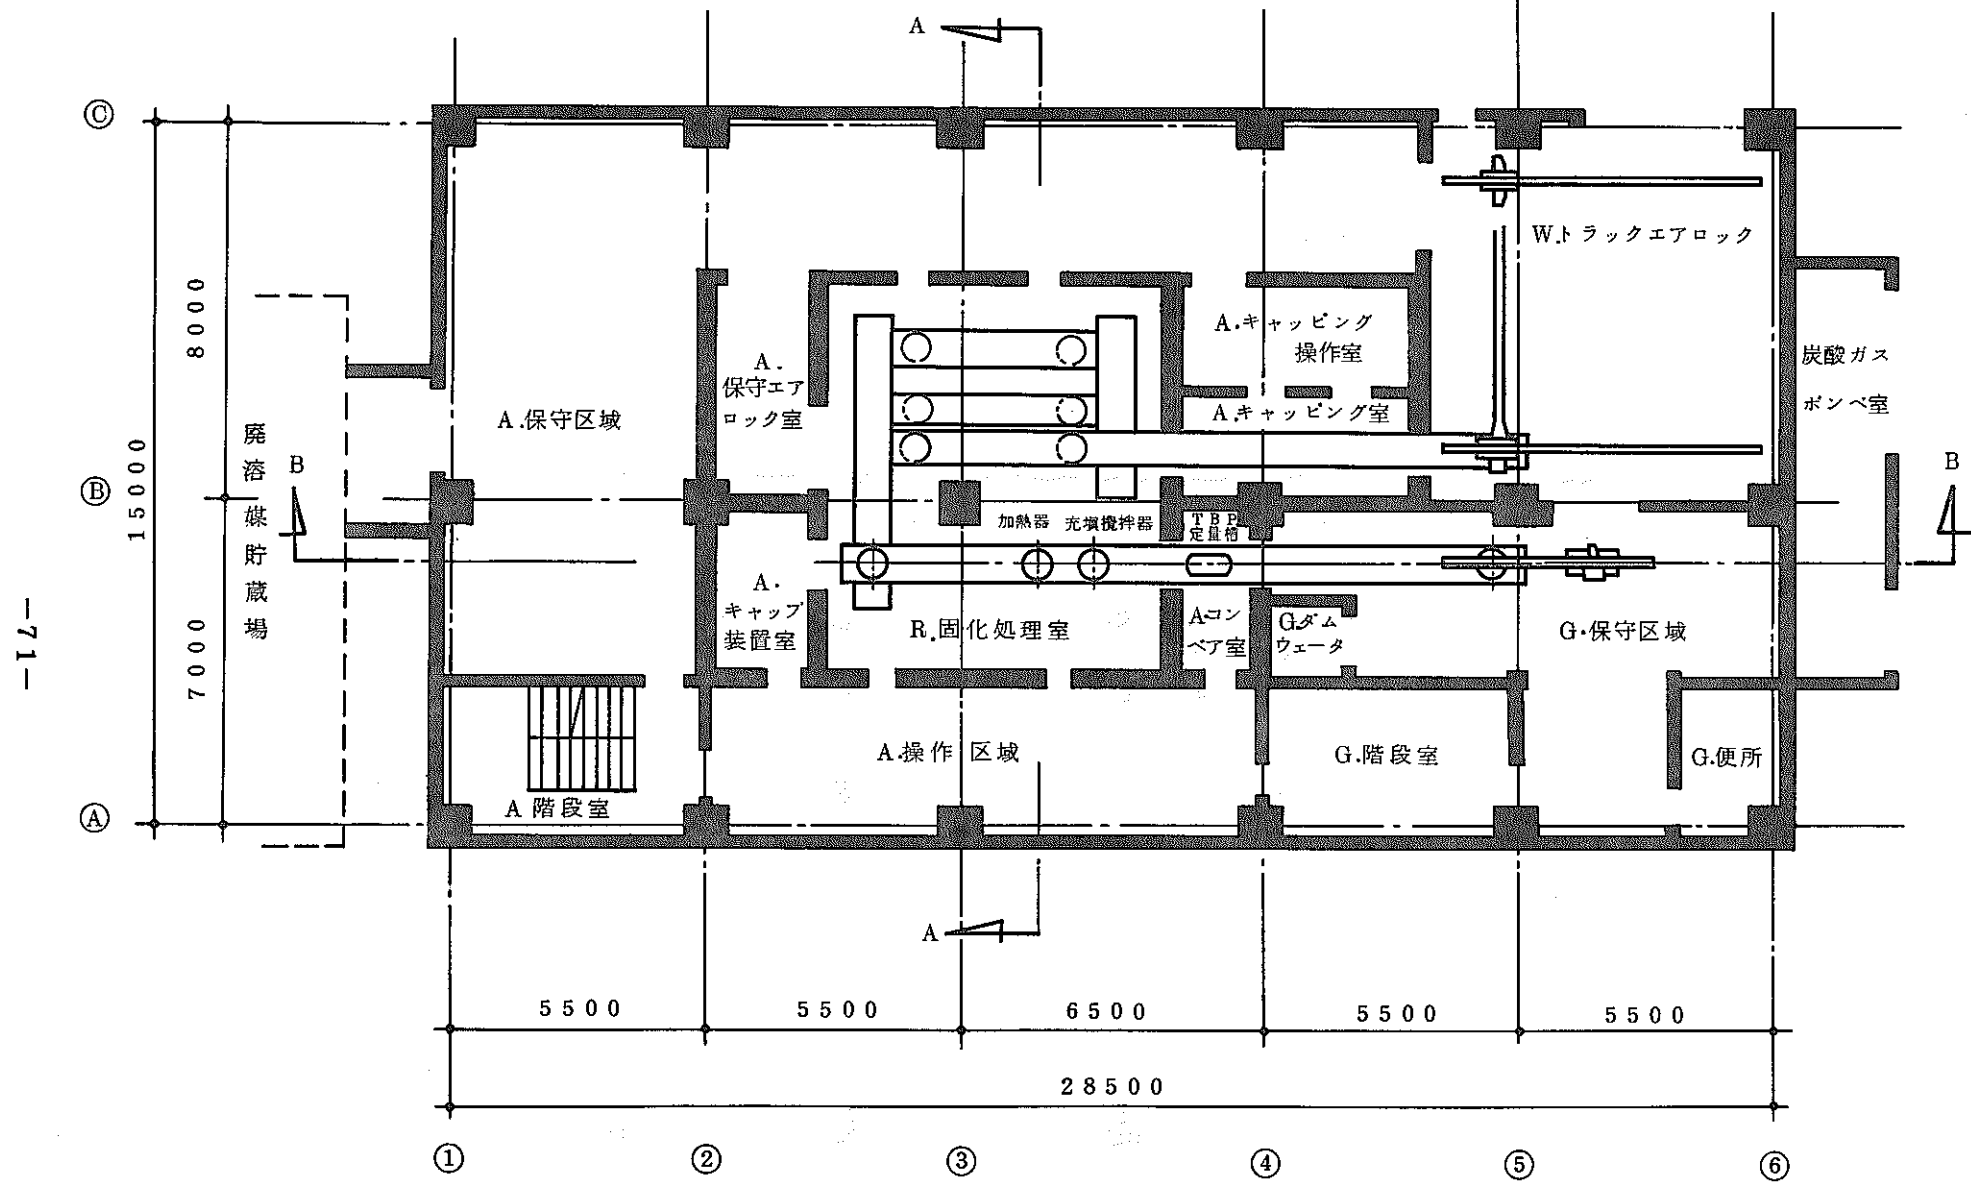 A
Ⓒ
W.トラックエアロック
8000
A.キャッピング
操作室
炭酸ガス
ボンベ室
A.
保守エア
ロック室
A.キャッピング室
A.保守区域
15000
廃溶媒貯蔵場
B
B
Ⓑ
加熱器
充填攪拌器
TBP
定量槽
A.
キャップ
装置室
R.固化処理室
A.コン
ベア室
G.ダム
ウェータ
G.保守区域
7000
−71−
A.操作区域
G.階段室
G.便所
A.階段室
Ⓐ
A
5500
5500
6500
5500
5500
28500
①
②
③
④
⑤
⑥